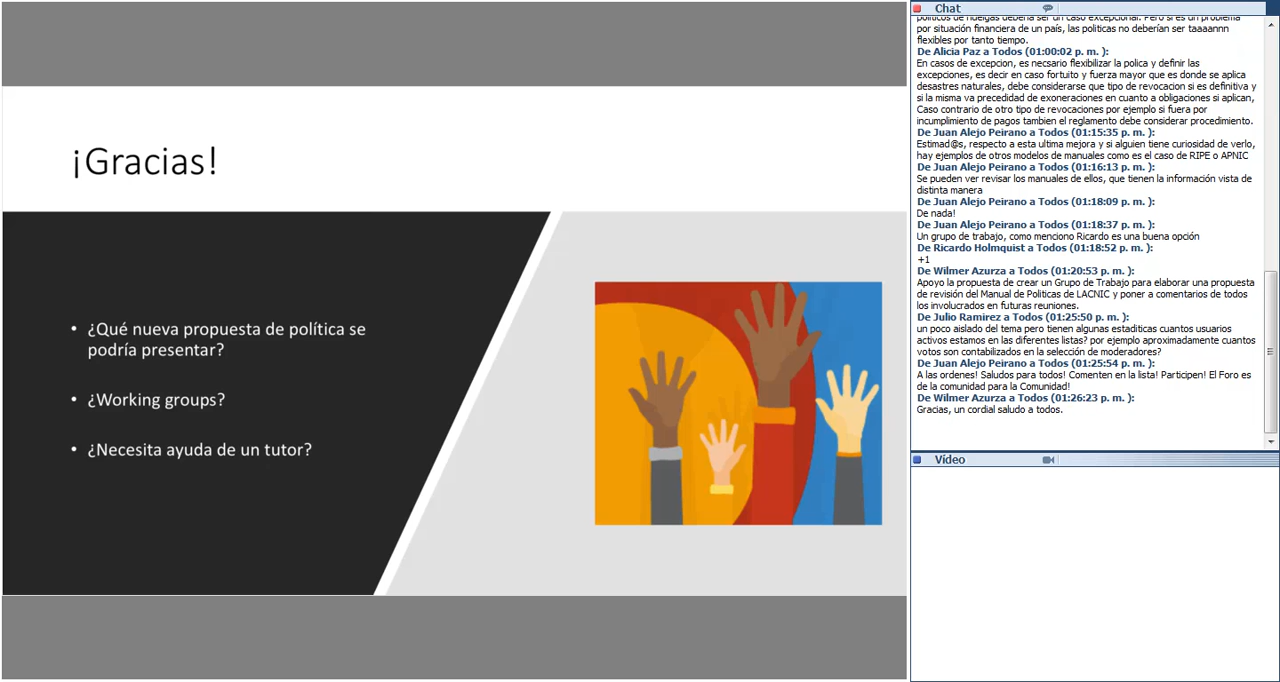 ¡Gracias!
• ¿Qué nueva propuesta de política se
podría presentar?
• ¿Working groups?
• ¿Necesita ayuda de un tutor?
Chat
políticos de huelgas debería ser un caso excepcional. Pero si es un problema
por situación financiera de un país, las politicas no deberían ser taaaannn
flexibles por tanto tiempo.
De Alicia Paz a Todos (01:00:02 p. m. ):
En casos de excepcion, es necsario flexibilizar la polica y definir las
excepciones, es decir en caso fortuito y fuerza mayor que es donde se aplica
desastres naturales, debe considerarse que tipo de revocacion si es definitiva y
si la misma va precedidad de exoneraciones en cuanto a obligaciones si aplican,
Caso contrario de otro tipo de revocaciones por ejemplo si fuera por
incumplimiento de pagos tambien el reglamento debe considerar procedimiento.
De Juan Alejo Peirano a Todos (01:15:35 p. m. ):
Estimad@s, respecto a esta ultima mejora y si alguien tiene curiosidad de verlo,
hay ejemplos de otros modelos de manuales como es el caso de RIPE o APNIC
De Juan Alejo Peirano a Todos (01:16:13 p. m. ):
Se pueden ver revisar los manuales de ellos, que tienen la información vista de
distinta manera
De Juan Alejo Peirano a Todos (01:18:09 p. m. ):
De nada!
De Juan Alejo Peirano a Todos (01:18:37 p. m. ):
Un grupo de trabajo, como menciono Ricardo es una buena opción
De Ricardo Holmquist a Todos (01:18:52 p. m. ):
+1
De Wilmer Azurza a Todos (01:20:53 p. m. ):
Apoyo la propuesta de crear un Grupo de Trabajo para elaborar una propuesta
de revisión del Manual de Politicas de LACNIC y poner a comentarios de todos
los involucrados en futuras reuniones.
De Julio Ramirez a Todos (01:25:50 p. m. ):
un poco aislado del tema pero tienen algunas estaditicas cuantos usuarios
activos estamos en las diferentes listas? por ejemplo aproximadamente cuantos
votos son contabilizados en la selección de moderadores?
De Juan Alejo Peirano a Todos (01:25:54 p. m. ):
A las ordenes! Saludos para todos! Comenten en la lista! Participen! El Foro es
de la comunidad para la Comunidad!
De Wilmer Azurza a Todos (01:26:23 p. m. ):
Gracias, un cordial saludo a todos.
Vídeo